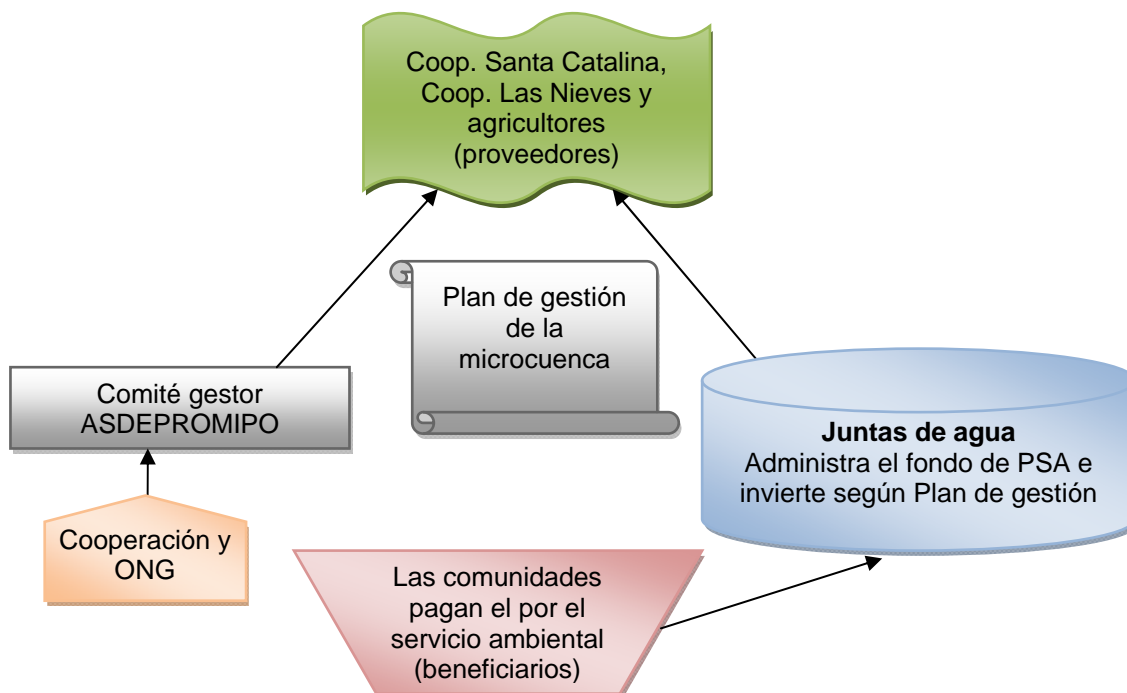 Coop. Santa Catalina,
Coop. Las Nieves y
agricultores
(proveedores)
Plan de gestión
de la
microcuenca
Comité gestor
ASDEPROMIPO
Juntas de agua
Administra el fondo de PSA e
invierte según Plan de gestión
Cooperación y
ONG
Las comunidades
pagan el por el
servicio ambiental
(beneficiarios)